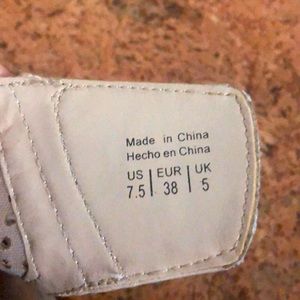 Made in China
Hecho en China
US | EUR | UK
7.5 | 38 | 5